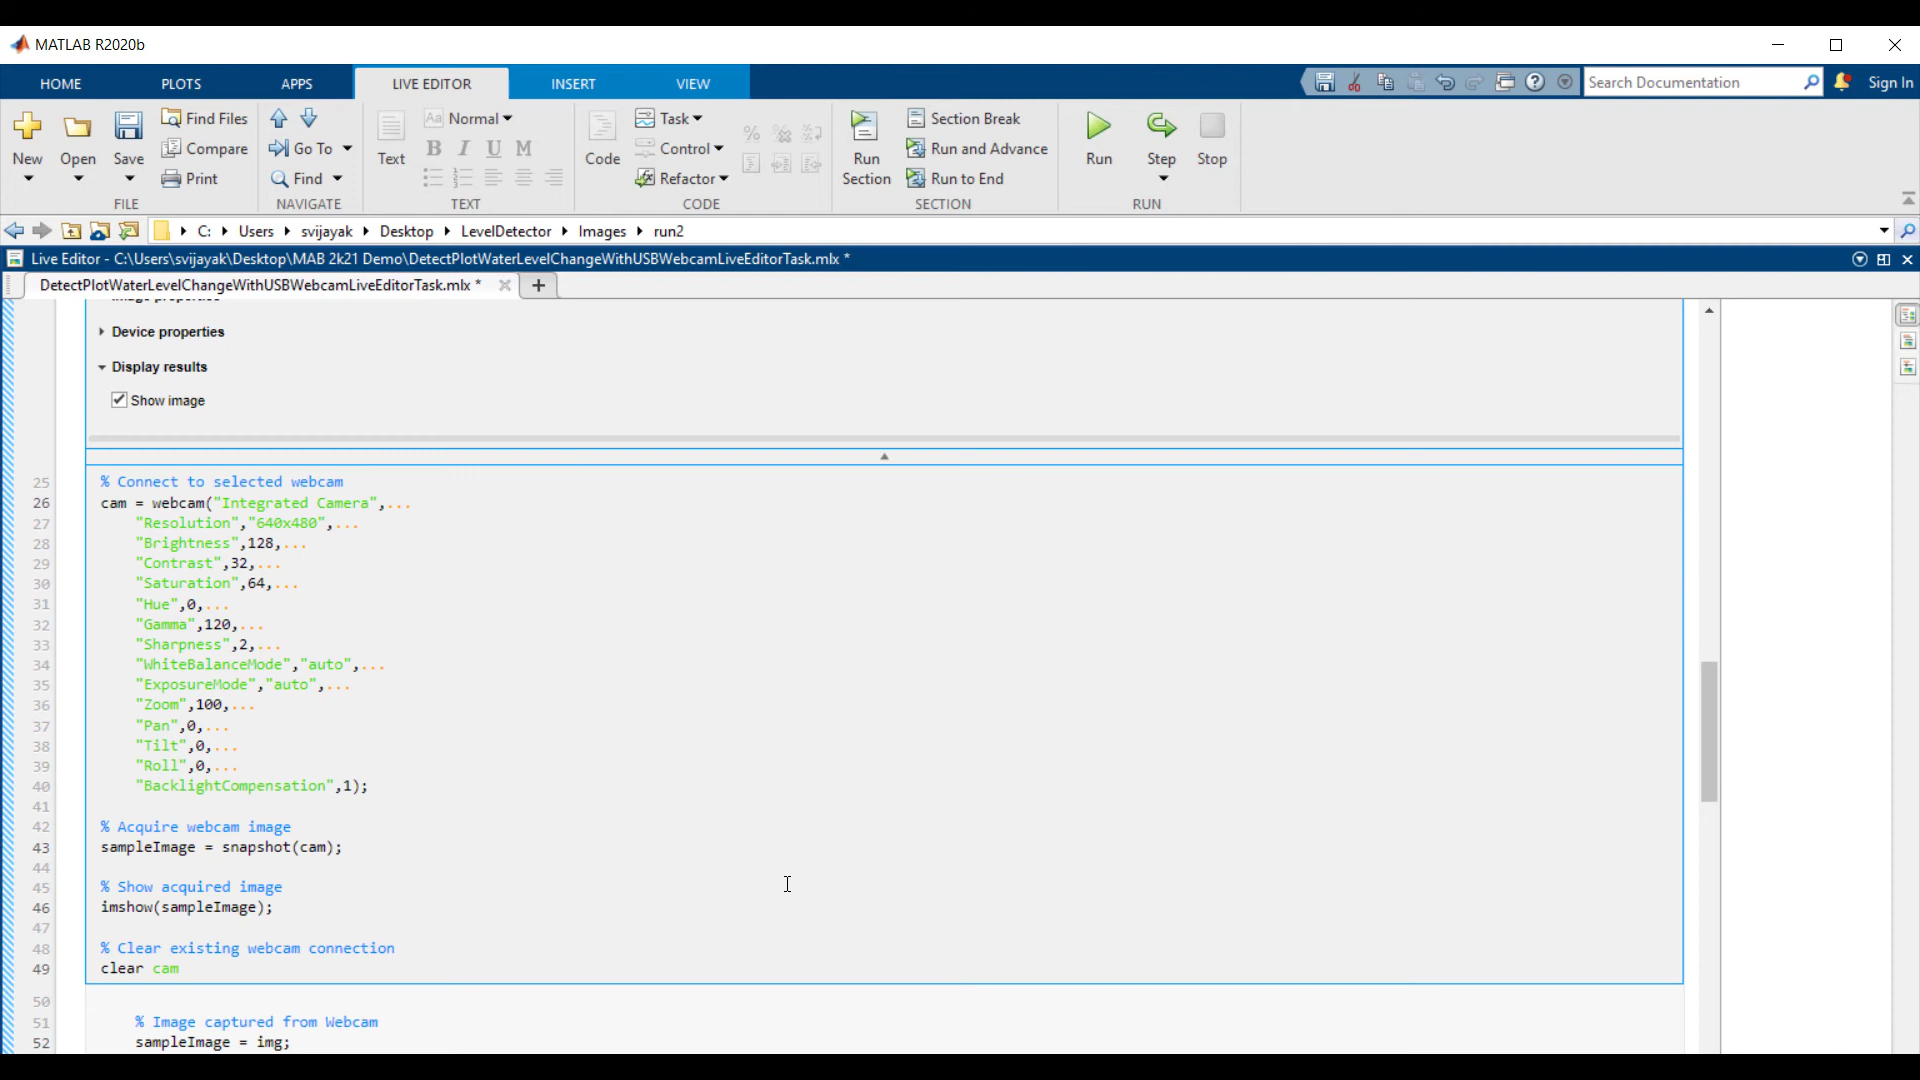 MATLAB R2020b
HOME PLOTS APPS LIVE EDITOR INSERT VIEW
Search Documentation
Sign In
New
Open
Save
Find Files
Compare
Print
FILE
Go To
Find
NAVIGATE
Text
Aa Normal
B I U M
TEXT
Code
Task
Control
Refactor
CODE
Run Section
Section Break
Run and Advance
Run to End
SECTION
Run
Step
Stop
RUN
C: Users svijayak Desktop LevelDetector Images run2
Live Editor - C:\Users\svijayak\Desktop\MAB 2k21 Demo\DetectPlotWaterLevelChangeWithUSBWebcamLiveEditorTask.mlx *
DetectPlotWaterLevelChangeWithUSBWebcamLiveEditorTask.mlx *
Device properties
Display results
Show image
25 % Connect to selected webcam
26 cam = webcam("Integrated Camera",...
27 "Resolution","640x480",...
28 "Brightness",128,...
29 "Contrast",32,...
30 "Saturation",64,...
31 "Hue",0,...
32 "Gamma",120,...
33 "Sharpness",2,...
34 "WhiteBalanceMode","auto",...
35 "ExposureMode","auto",...
36 "Zoom",100,...
37 "Pan",0,...
38 "Tilt",0,...
39 "Roll",0,...
40 "BacklightCompensation",1);
41
42 % Acquire webcam image
43 sampleImage = snapshot(cam);
44
45 % Show acquired image
46 imshow(sampleImage);
47
48 % Clear existing webcam connection
49 clear cam
50
51 % Image captured from Webcam
52 sampleImage = img;